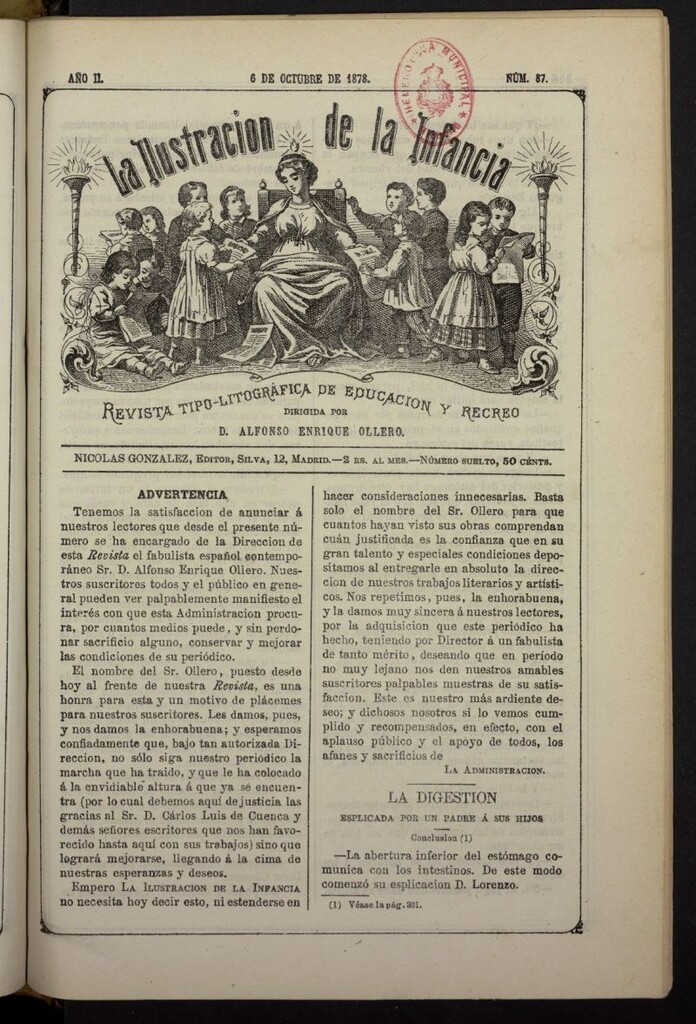 AÑO II.
6 DE OCTUBRE DE 1878.
NÚM. 87.
HEMEROTECA MUNICIPAL
La Ilustracion de la Infancia
REVISTA TIPO-LITOGRÁFICA DE EDUCACION Y RECREO
DIRIGIDA POR
D. ALFONSO ENRIQUE OLLERO.
NICOLAS GONZALEZ, EDITOR, SILVA, 12, MADRID.—2 RS. AL MES.—NÚMERO SUELTO, 50 CÉNTS.
ADVERTENCIA
Tenemos la satisfaccion de anunciar á
nuestros lectores que desde el presente nú-
mero se ha encargado de la Direccion de
esta Revista el fabulista español contempo-
ráneo Sr. D. Alfonso Enrique Ollero. Nues-
tros suscritores todos y el público en gene-
ral pueden ver palpablemente manifiesto el
interés con que esta Administracion procu-
ra, por cuantos medios puede, y sin perdo-
nar sacrificio alguno, conservar y mejorar
las condiciones de su periódico.
El nombre del Sr. Ollero, puesto desde
hoy al frente de nuestra Revista, es una
honra para esta y un motivo de plácemes
para nuestros suscritores. Les damos, pues,
y nos damos la enhorabuena; y esperamos
confiadamente que, bajo tan autorizada Di-
reccion, no sólo siga nuestro periódico la
marcha que ha traido, y que le ha colocado
á la envidiable altura á que ya se encuen-
tra (por lo cual debemos aquí de justicia las
gracias al Sr. D. Cárlos Luis de Cuenca y
demás señores escritores que nos han favo-
recido hasta aquí con sus trabajos) sino que
logrará mejorarse, llegando á la cima de
nuestras esperanzas y deseos.
Empero LA ILUSTRACION DE LA INFANCIA
no necesita hoy decir esto, ni estenderse en
hacer consideraciones innecesarias. Basta
solo el nombre del Sr. Ollero para que
cuantos hayan visto sus obras comprendan
cuán justificada es la confianza que en su
gran talento y especiales condiciones depo-
sitamos al entregarle en absoluto la direc-
cion de nuestros trabajos literarios y artísti-
cos. Nos repetimos, pues, la enhorabuena,
y la damos muy sincera á nuestros lectores,
por la adquisicion que este periódico ha
hecho, teniendo por Director á un fabulista
de tanto mérito, deseando que en período
no muy lejano nos den nuestros amables
suscritores palpables muestras de su satis-
faccion. Este es nuestro más ardiente de-
seo; y dichosos nosotros si lo vemos cum-
plido y recompensados, en efecto, con el
aplauso público y el apoyo de todos, los
afanes y sacrificios de
LA ADMINISTRACION.
LA DIGESTION
ESPLICADA POR UN PADRE Á SUS HIJOS
Conclusion (1)
—La abertura inferior del estómago co-
munica con los intestinos. De este modo
comenzó su esplicacion D. Lorenzo.
(1) Véase la pág. 301.